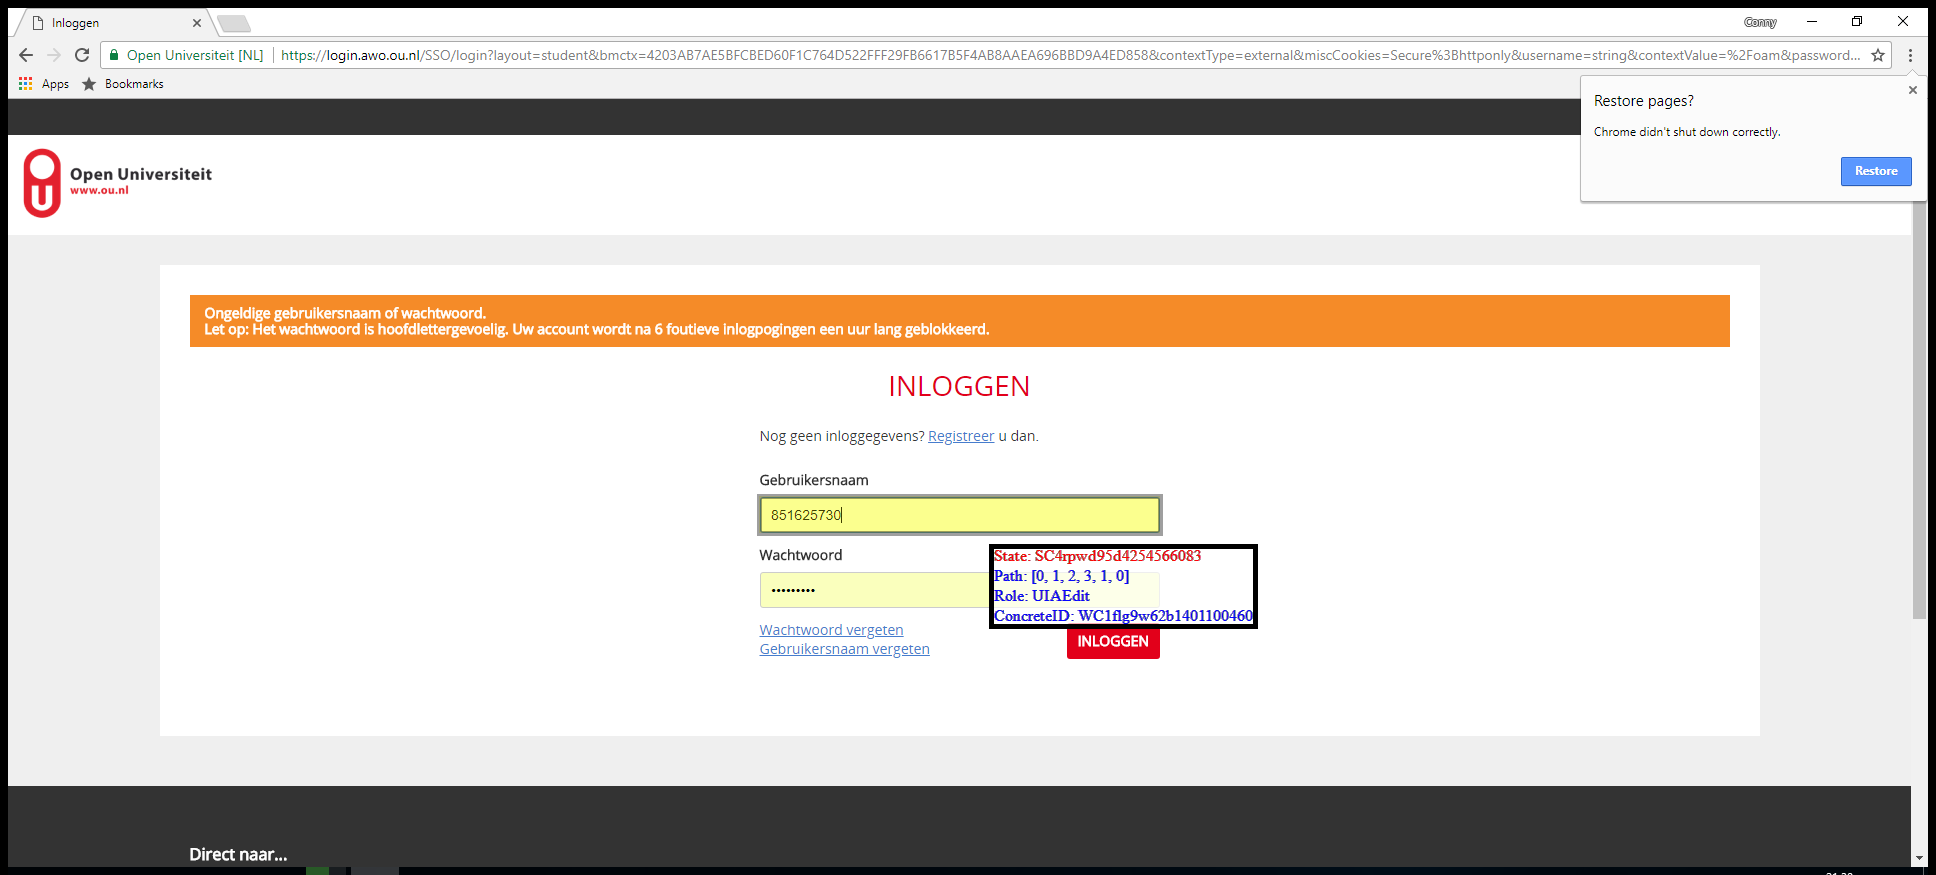 Inloggen
Conny
Open Universiteit [NL]
https://login.awo.ou.nl/SSO/login?layout=student&bmctx=4203AB7AE5BFCBED60F1C764D522FFF29FB6617B5F4AB8AAEA696BBD9A4ED858&contextType=external&miscCookies=Secure%3Bhttponly&username=string&contextValue=%2Foam&password...
Apps
Bookmarks
Restore pages?
Chrome didn't shut down correctly.
Restore
Open Universiteit
www.ou.nl
Ongeldige gebruikersnaam of wachtwoord.
Let op: Het wachtwoord is hoofdlettergevoelig. Uw account wordt na 6 foutieve inlogpogingen een uur lang geblokkeerd.
INLOGGEN
Nog geen inloggegevens? Registreer u dan.
Gebruikersnaam
851625730
Wachtwoord
•••••••••
State: SC4rpwd95d4254566083
Path: [0, 1, 2, 3, 1, 0]
Role: UIAEdit
ConcreteID: WC1flg9w62b1401100460
Wachtwoord vergeten
Gebruikersnaam vergeten
INLOGGEN
Direct naar...